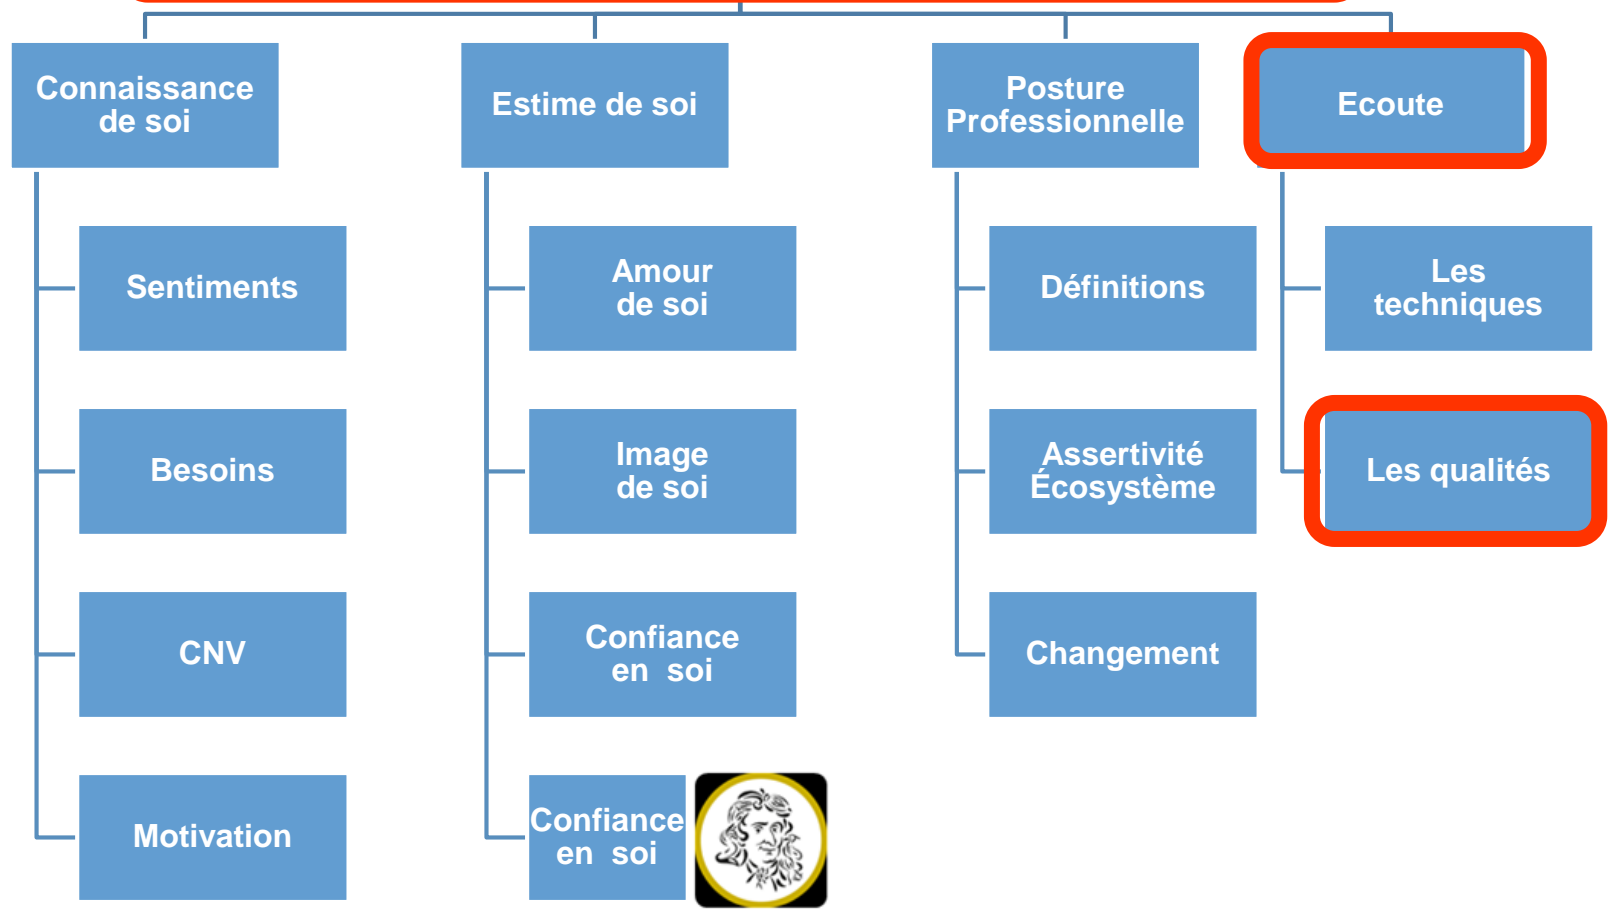 Connaissance
de soi
Sentiments
Besoins
CNV
Motivation
Estime de soi
Amour
de soi
Image
de soi
Confiance
en  soi
Confiance
en  soi
Posture
Professionnelle
Définitions
Assertivité
Écosystème
Changement
Ecoute
Les
techniques
Les qualités